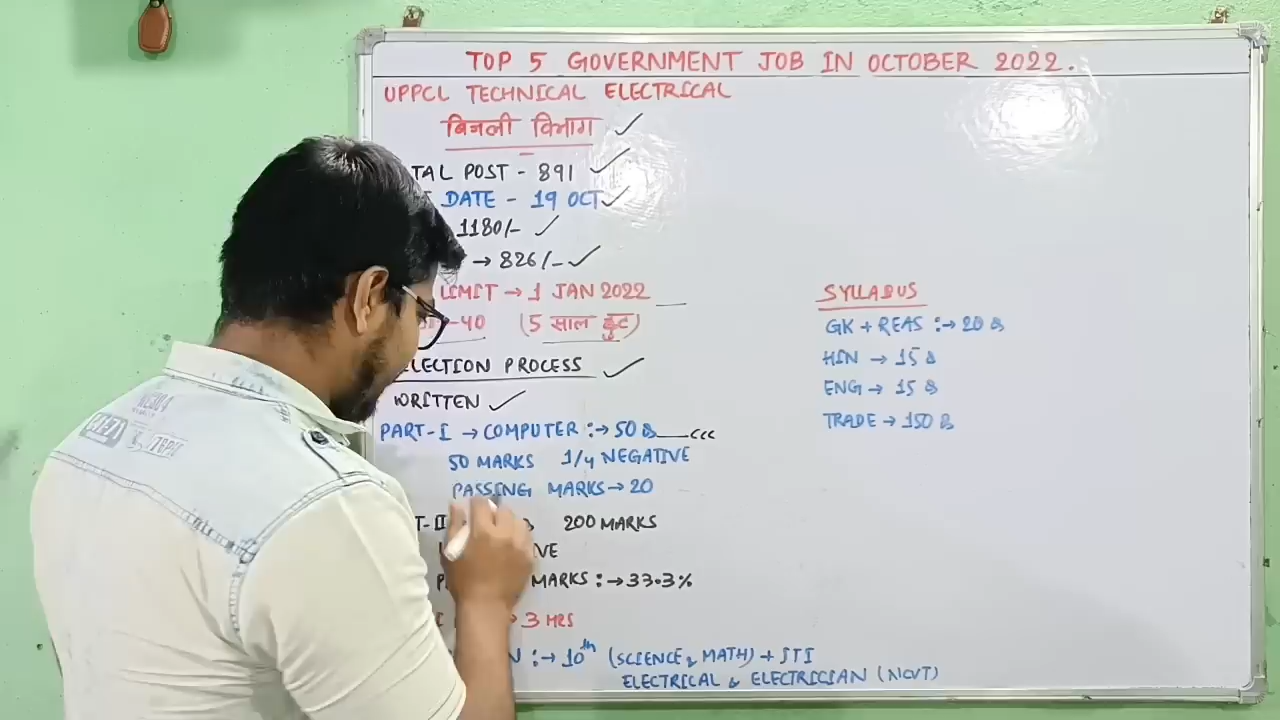 TOP 5 GOVERNMENT JOB IN OCTOBER 2022.
UPPCL TECHNICAL ELECTRICAL
बिजली विभाग ✓
TAL POST - 891 ✓
DATE - 19 OCT ✓
1180/- ✓
→ 826/- ✓
LIMIT → 1 JAN 2022
-40 (5 साल छुट)
LECTION PROCESS ✓
WRITTEN ✓
PART-I → COMPUTER :→ 50 Q
50 MARKS 1/4 NEGATIVE
PASSING MARKS → 20
T-II 200 MARKS
VE
MARKS :→ 33.3%
→ 3 HRS
N :→ 10th (SCIENCE & MATH) + ITI
ELECTRICAL & ELECTRICIAN (NCVT)
SYLLABUS
GK + REAS :→ 20 Q
HIN → 15 Q
ENG → 15 Q
TRADE → 150 Q